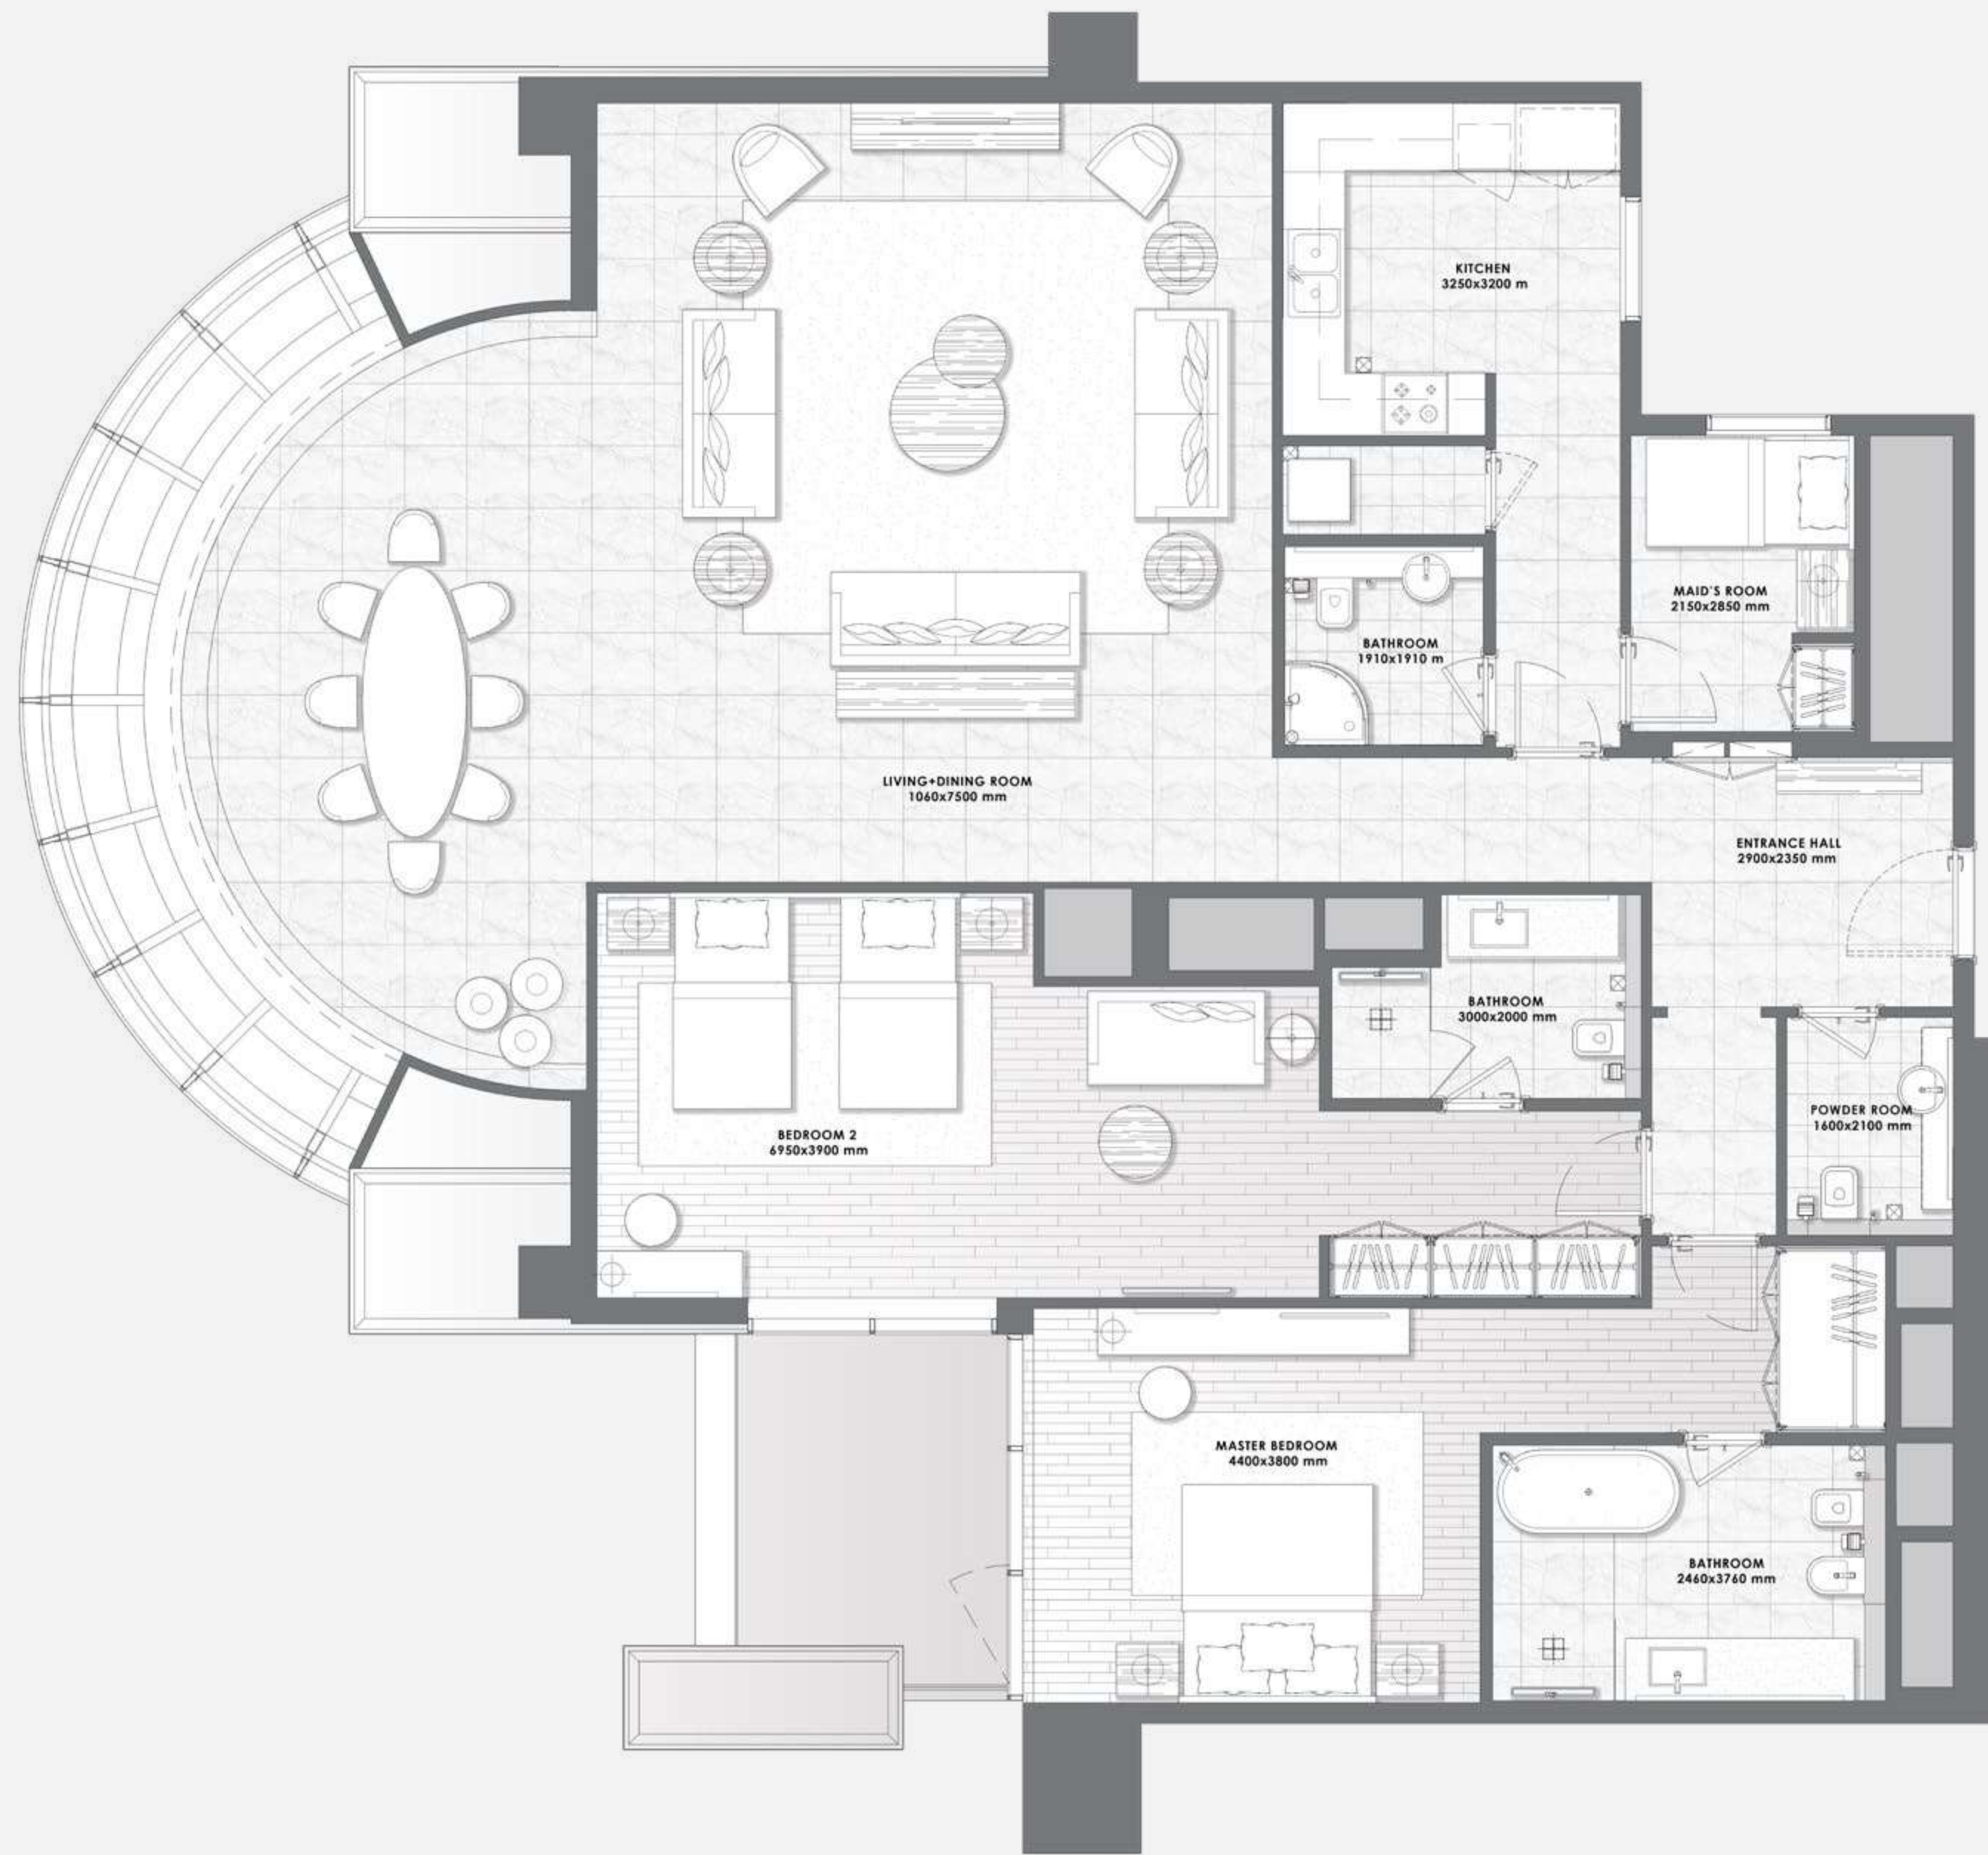 KITCHEN
3250x3200 m
MAID'S ROOM
2150x2850 mm
BATHROOM
1910x1910 m
LIVING+DINING ROOM
1060x7500 mm
ENTRANCE HALL
2900x2350 mm
BATHROOM
3000x2000 mm
POWDER ROOM
1600x2100 mm
BEDROOM 2
6950x3900 mm
MASTER BEDROOM
4400x3800 mm
BATHROOM
2460x3760 mm